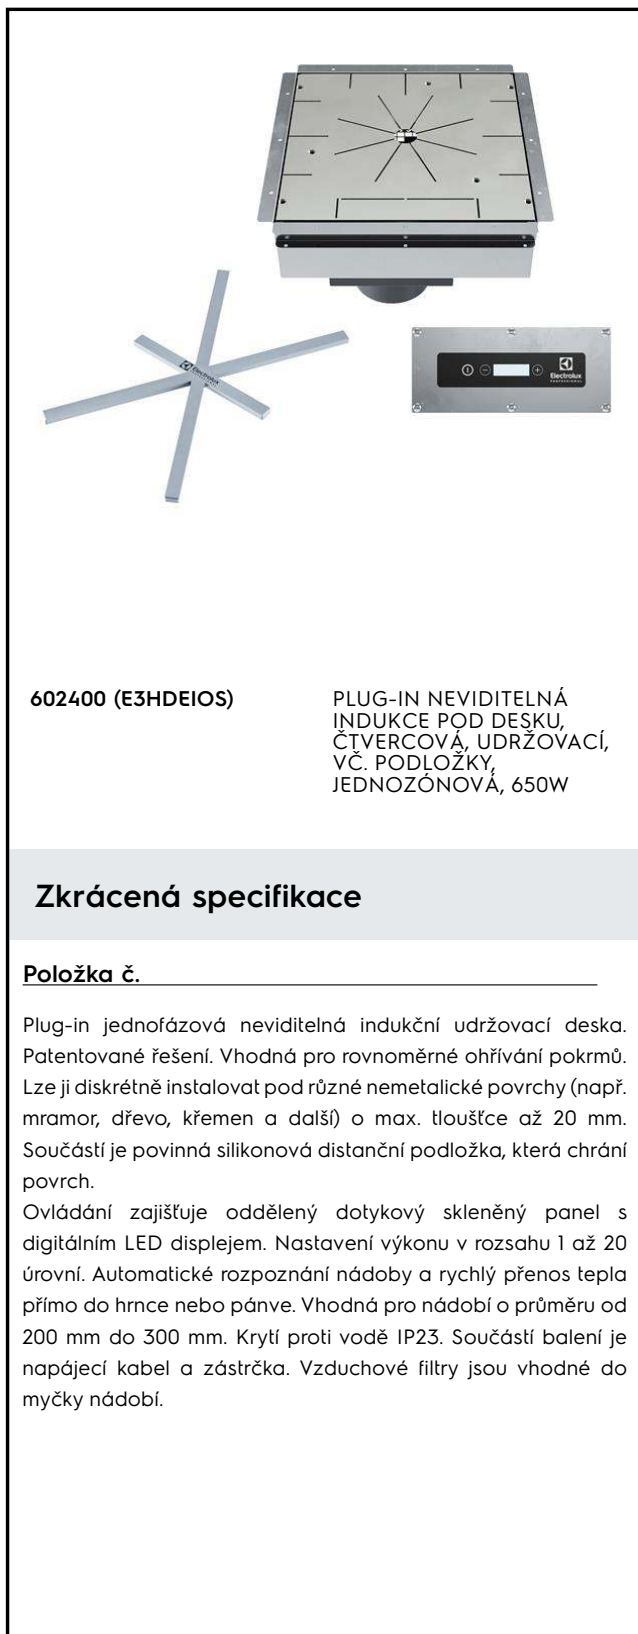 Electrolux
Electrolux
PROFESSIONAL
602400 (E3HDEIOS)
PLUG-IN NEVIDITELNÁ
INDUKCE POD DESKU,
ČTVERCOVÁ, UDRŽOVACÍ,
VČ. PODLOŽKY,
JEDNOZÓNOVÁ, 650W
Zkrácená specifikace
Položka č.
Plug-in jednofázová neviditelná indukční udržovací deska.
Patentované řešení. Vhodná pro rovnoměrné ohřívání pokrmů.
Lze ji diskrétně instalovat pod různé nemetalické povrchy (např.
mramor, dřevo, křemen a další) o max. tloušťce až 20 mm.
Součástí je povinná silikonová distanční podložka, která chrání
povrch.
Ovládání zajišťuje oddělený dotykový skleněný panel s
digitálním LED displejem. Nastavení výkonu v rozsahu 1 až 20
úrovní. Automatické rozpoznání nádoby a rychlý přenos tepla
přímo do hrnce nebo pánve. Vhodná pro nádobí o průměru od
200 mm do 300 mm. Krytí proti vodě IP23. Součástí balení je
napájecí kabel a zástrčka. Vzduchové filtry jsou vhodné do
myčky nádobí.